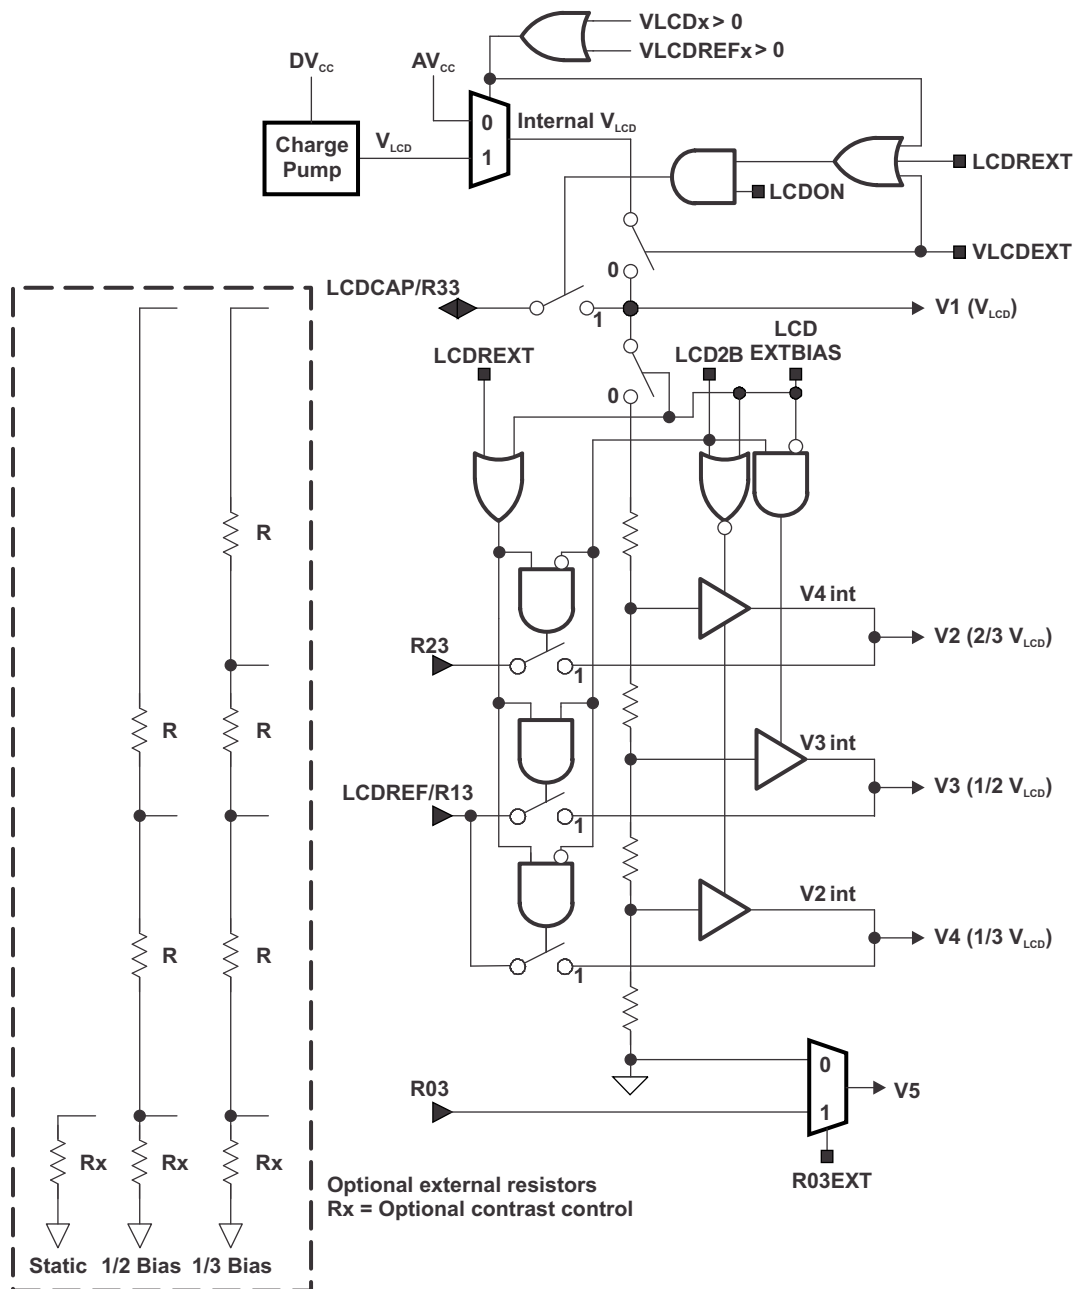 VLCDx > 0
VLCDREFx > 0
DVCC
AVCC
Charge
Pump
VLCD
0
1
Internal VLCD
LCDREXT
LCDON
VLCDEXT
0
LCDCAP/R33
1
V1 (VLCD)
LCDREXT
LCD2B
LCD
EXTBIAS
0
R
V4 int
R23
1
V2 (2/3 VLCD)
R
R
V3 int
LCDREF/R13
1
V3 (1/2 VLCD)
V2 int
R
R
1
V4 (1/3 VLCD)
0
R03
1
V5
Rx
Rx
Rx
R03EXT
Optional external resistors
Rx = Optional contrast control
Static
1/2 Bias
1/3 Bias